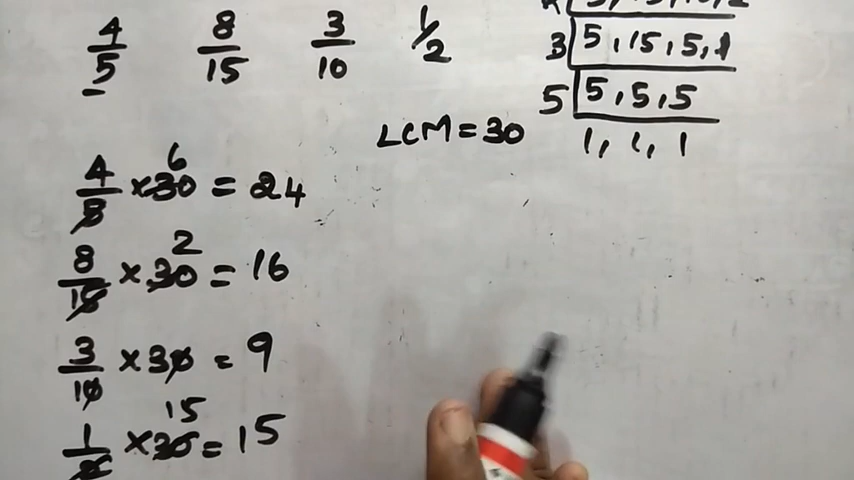 4/5 8/15 3/10 1/2
3 | 5, 15, 5, 1
5 | 5, 5, 5
1, 1, 1
LCM = 30
4/5 × 30 = 24 6
8/15 × 30 = 16 2
3/10 × 30 = 9
1/2 × 30 = 15 15